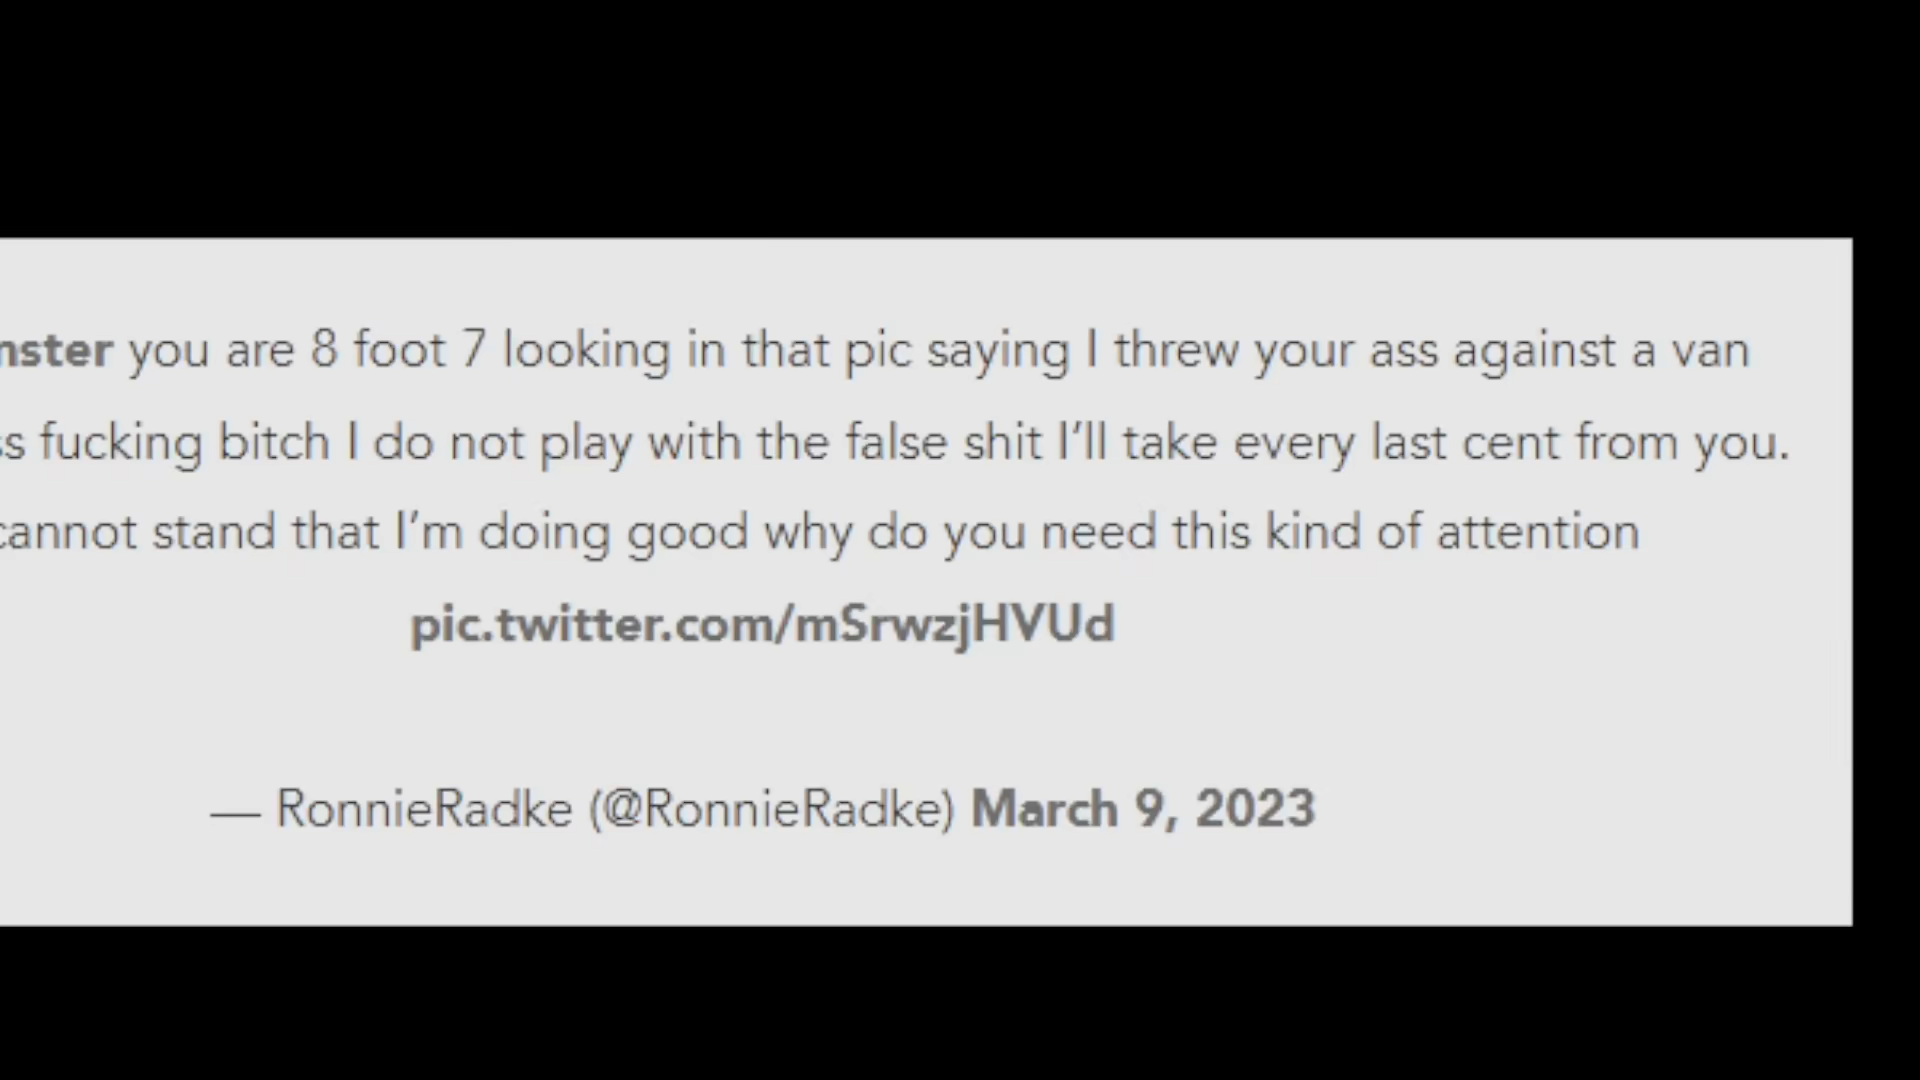 you are 8 foot 7 looking in that pic saying I threw your ass against a van
fucking bitch I do not play with the false shit I’ll take every last cent from you.
cannot stand that I’m doing good why do you need this kind of attention
pic.twitter.com/mSrwzjHVUd
— RonnieRadke (@RonnieRadke) March 9, 2023